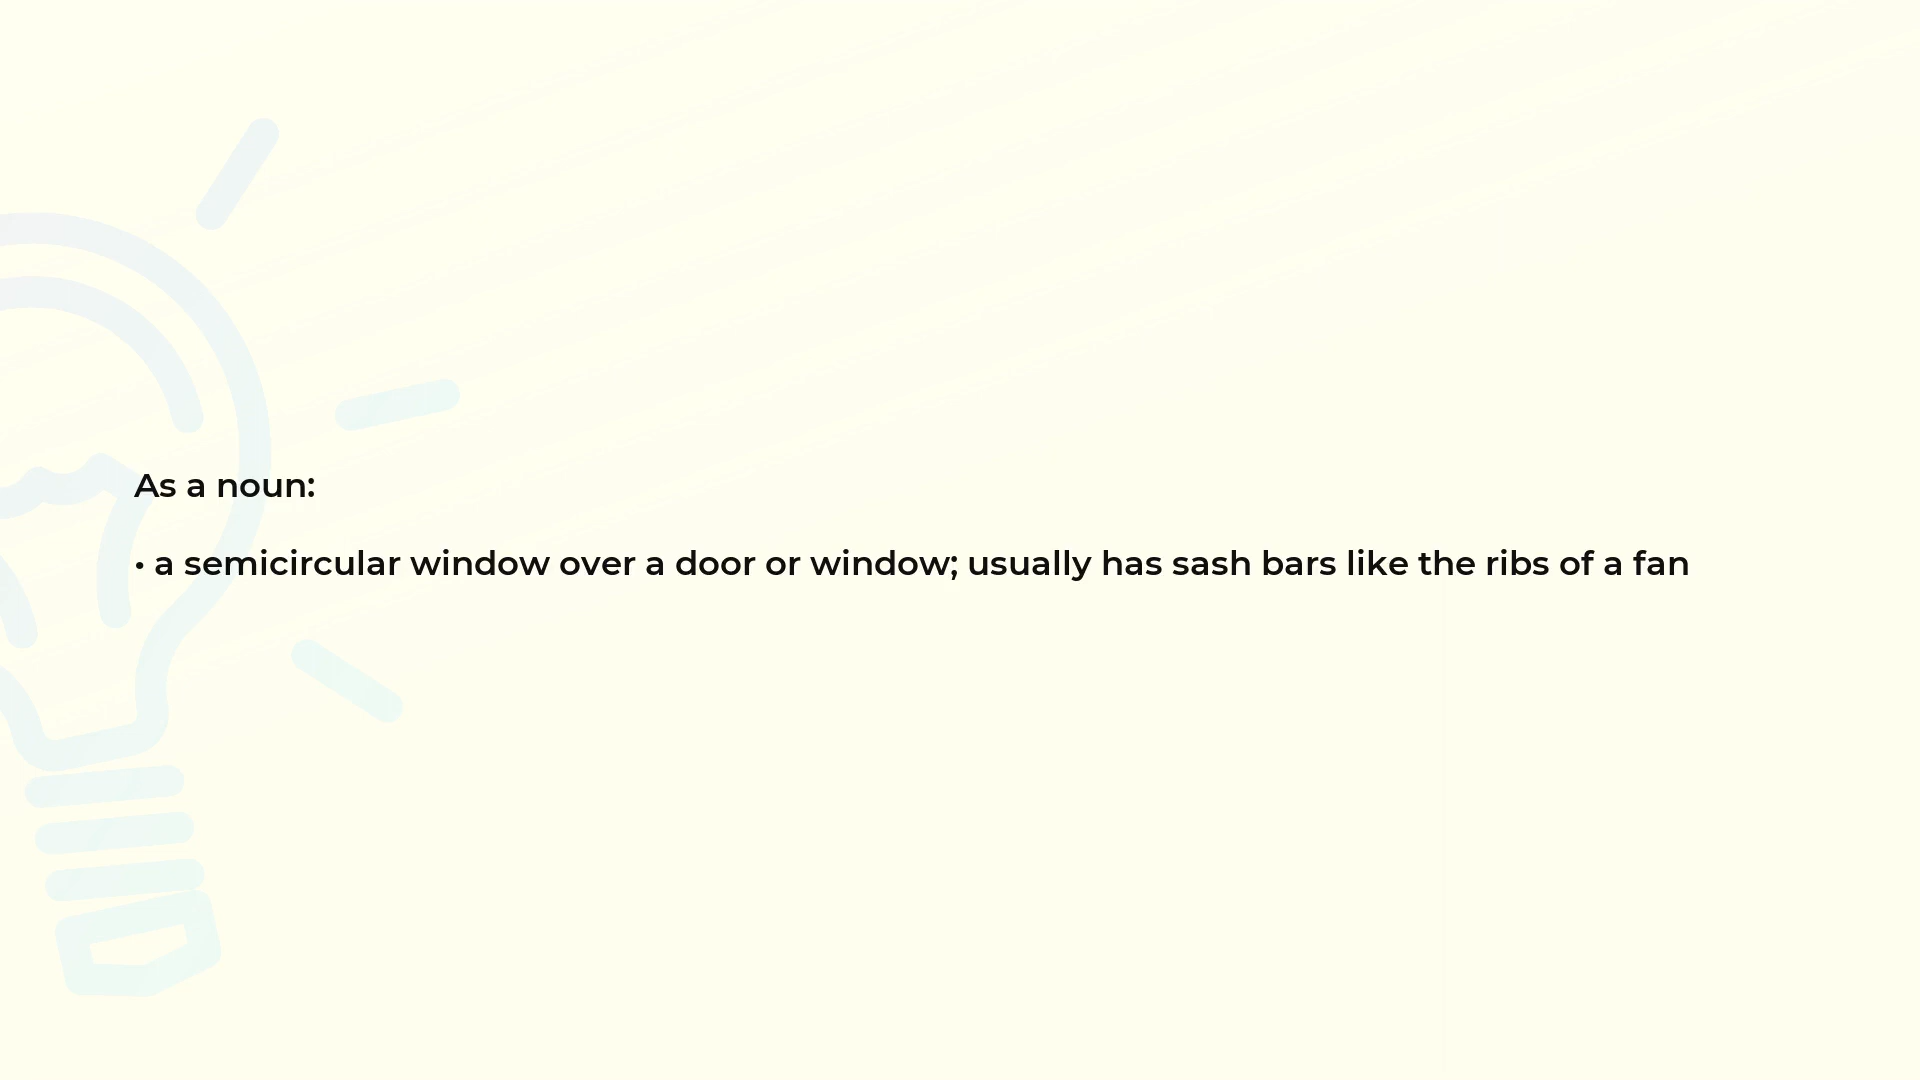 As a noun:
• a semicircular window over a door or window; usually has sash bars like the ribs of a fan